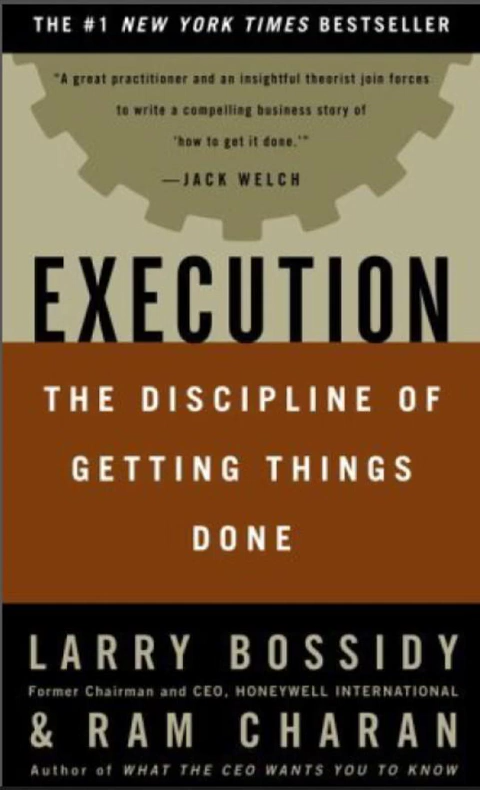 THE #1 NEW YORK TIMES BESTSELLER
"A great practitioner and an insightful theorist join forces
to write a compelling business story of
'how to get it done.'"
—JACK WELCH
EXECUTION
THE DISCIPLINE OF
GETTING THINGS
DONE
LARRY BOSSIDY
Former Chairman and CEO, HONEYWELL INTERNATIONAL
& RAM CHARAN
Author of WHAT THE CEO WANTS YOU TO KNOW